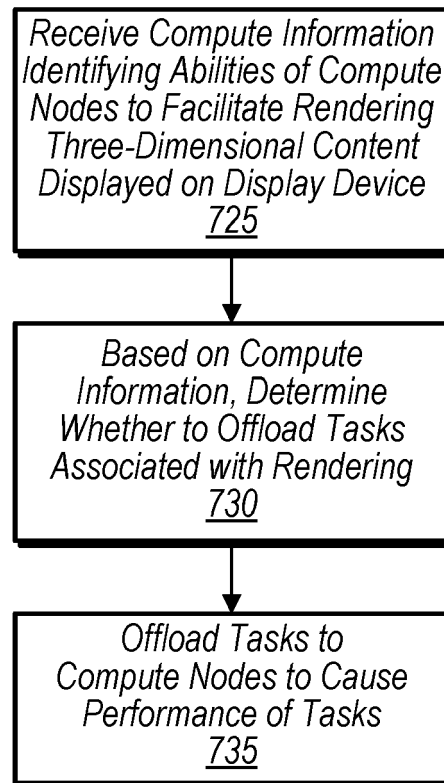 Receive Compute Information
Identifying Abilities of Compute
Nodes to Facilitate Rendering
Three-Dimensional Content
Displayed on Display Device
725
Based on Compute
Information, Determine
Whether to Offload Tasks
Associated with Rendering
730
Offload Tasks to
Compute Nodes to Cause
Performance of Tasks
735